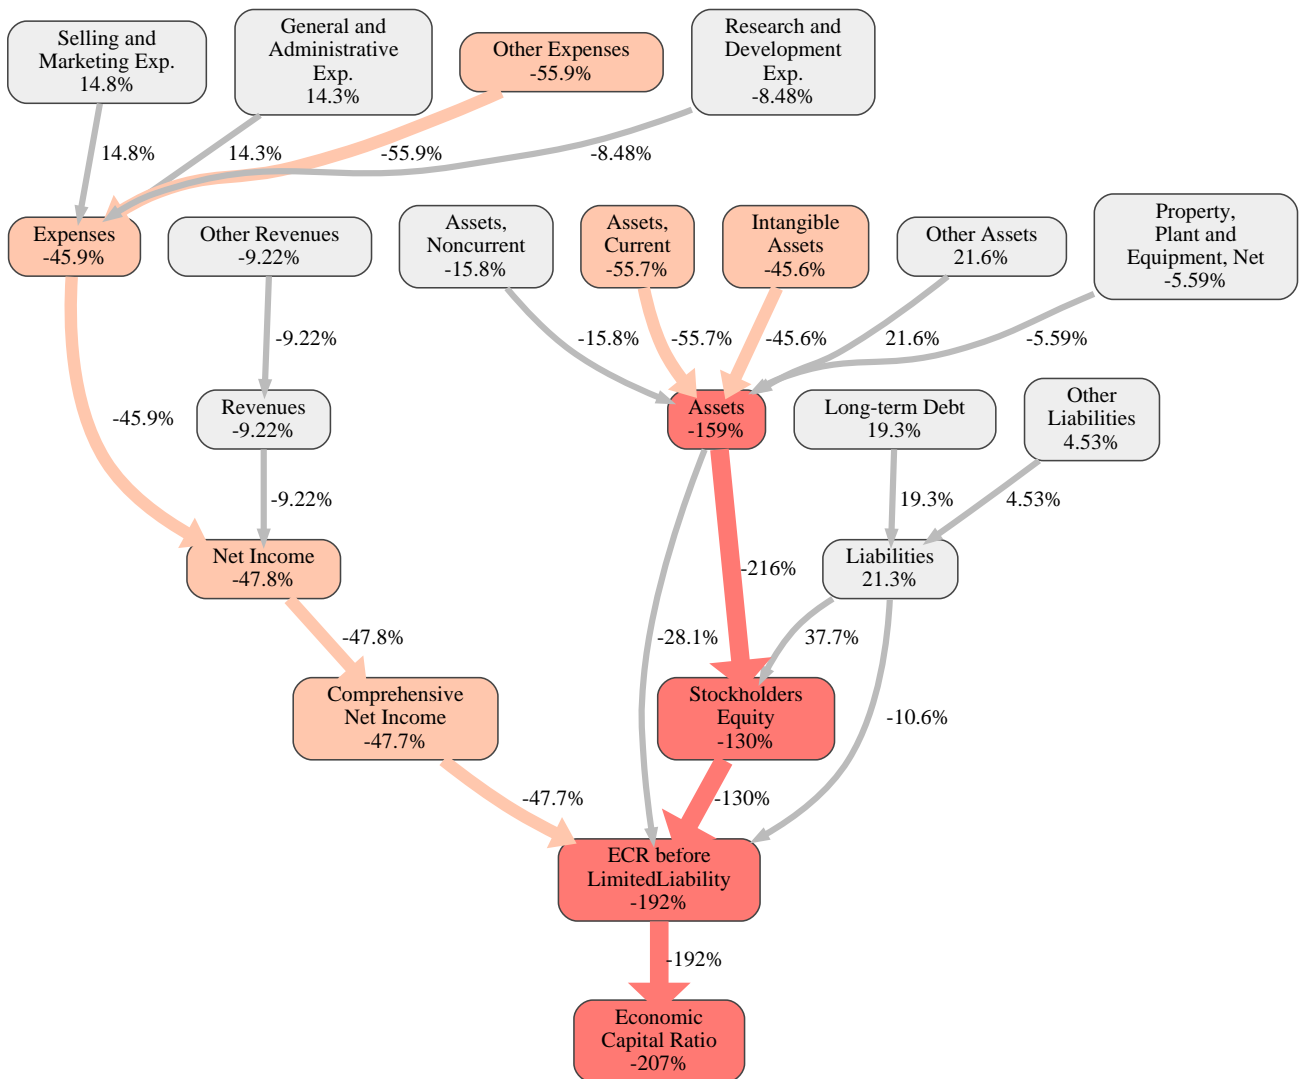 Selling and
Marketing Exp.
14.8%
General and
Administrative
Exp.
14.3%
Other Expenses
-55.9%
Research and
Development
Exp.
-8.48%
14.8%
14.3%
-55.9%
-8.48%
Expenses
-45.9%
Other Revenues
-9.22%
Assets,
Noncurrent
-15.8%
Assets,
Current
-55.7%
Intangible
Assets
-45.6%
Other Assets
21.6%
Property,
Plant and
Equipment, Net
-5.59%
-9.22%
-15.8%
-55.7%
-45.6%
21.6%
-5.59%
-45.9%
Revenues
-9.22%
Assets
-159%
Long-term Debt
19.3%
Other
Liabilities
4.53%
-9.22%
19.3%
4.53%
Net Income
-47.8%
-216%
Liabilities
21.3%
-47.8%
-28.1%
37.7%
-10.6%
Comprehensive
Net Income
-47.7%
Stockholders
Equity
-130%
-47.7%
-130%
ECR before
LimitedLiability
-192%
-192%
Economic
Capital Ratio
-207%